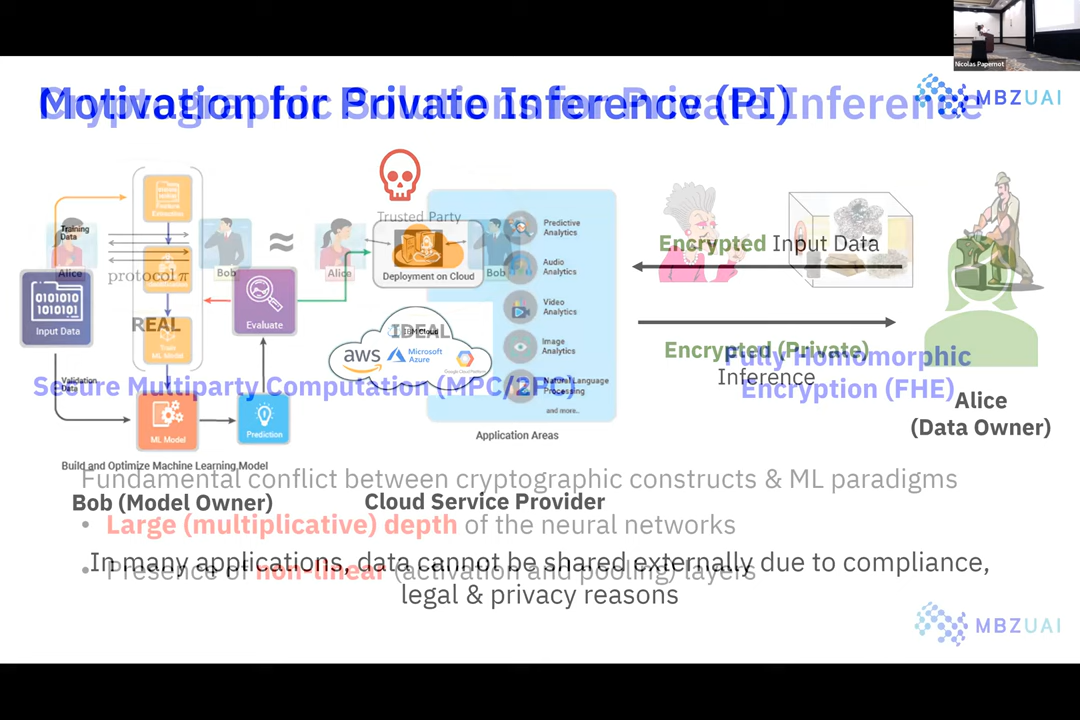 Nicolas Papernot
Motivation for Private Inference (PI)
Cryptographic Solutions for Private Inference
MBZUAI
Trusted Party
Training
Data
Alice
protocol π
Bob
≈
Alice
Bob
Deployment on Cloud
Input Data
Evaluate
REAL
IDEAL
aws
Microsoft
Azure
Google Cloud Platform
Predictive
Analytics
Audio
Analytics
Video
Analytics
Image
Analytics
Natural Language
Processing
and more..
Application Areas
Encrypted Input Data
Encrypted (Private)
Inference
Fully Homomorphic
Encryption (FHE)
Alice
(Data Owner)
Secure Multiparty Computation (MPC/2PC)
Validation
Data
ML Model
Prediction
Build and Optimize Machine Learning Model
Bob (Model Owner)
Cloud Service Provider
Fundamental conflict between cryptographic constructs & ML paradigms
• Large (multiplicative) depth of the neural networks
• Presence of non-linear (activation and pooling) layers
In many applications, data cannot be shared externally due to compliance,
legal & privacy reasons
MBZUAI